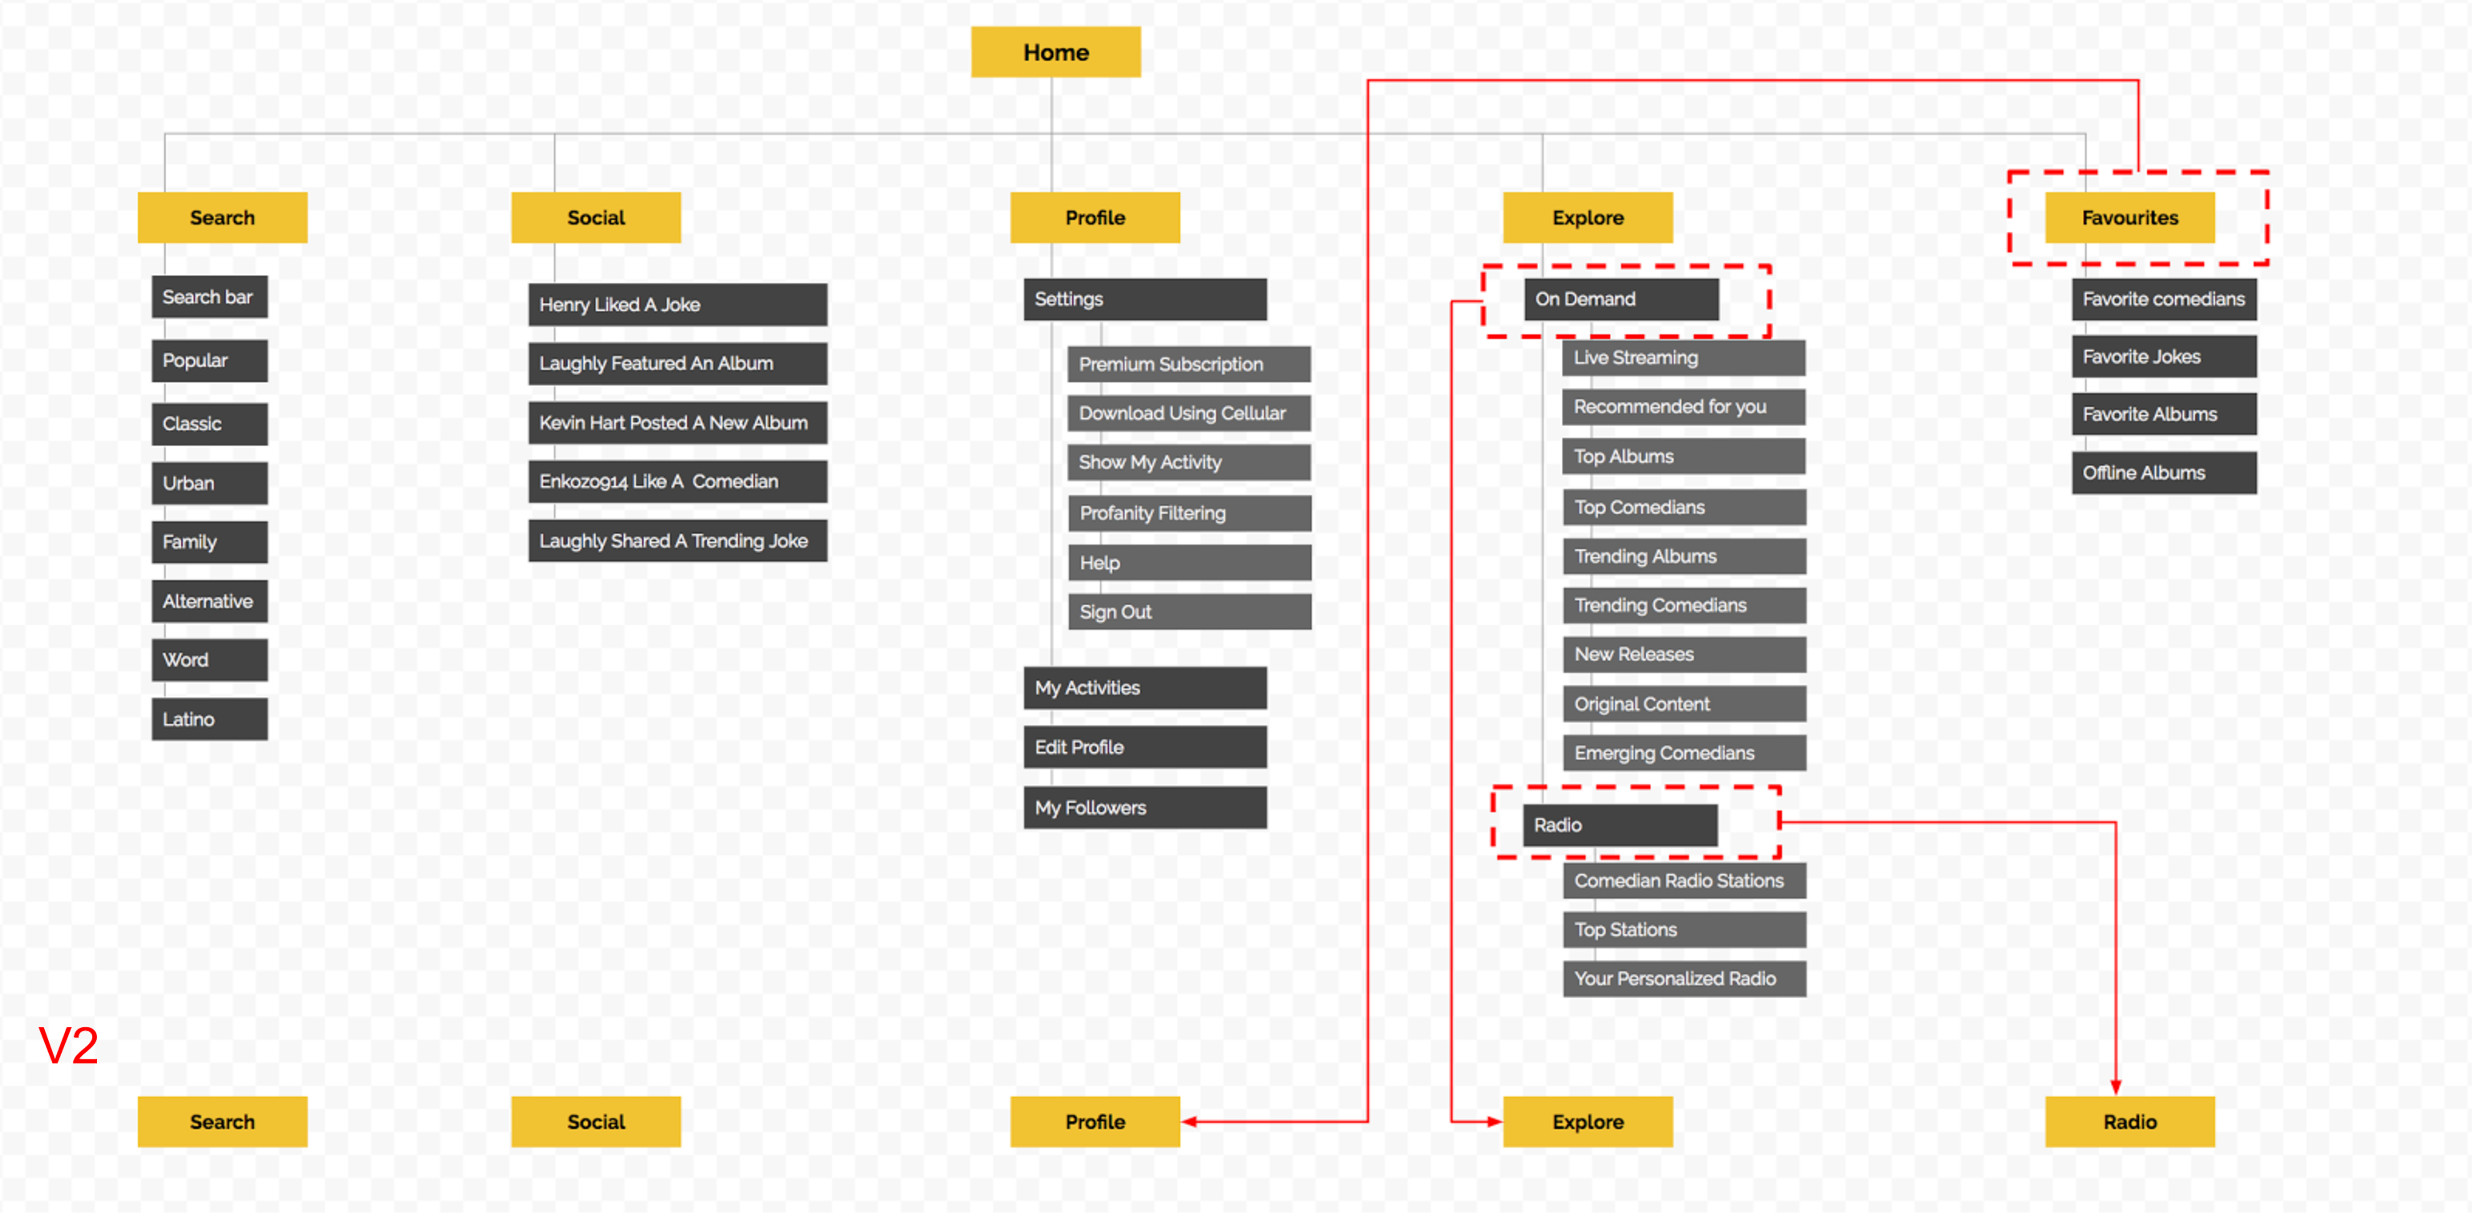 Home
Search
Search bar
Popular
Classic
Urban
Family
Alternative
Word
Latino
Social
Henry Liked A Joke
Laughly Featured An Album
Kevin Hart Posted A New Album
Enkozo914 Like A  Comedian
Laughly Shared A Trending Joke
Profile
Settings
Premium Subscription
Download Using Cellular
Show My Activity
Profanity Filtering
Help
Sign Out
My Activities
Edit Profile
My Followers
Explore
On Demand
Live Streaming
Recommended for you
Top Albums
Top Comedians
Trending Albums
Trending Comedians
New Releases
Original Content
Emerging Comedians
Radio
Comedian Radio Stations
Top Stations
Your Personalized Radio
Favourites
Favorite comedians
Favorite Jokes
Favorite Albums
Offline Albums
V2
Search
Social
Profile
Explore
Radio